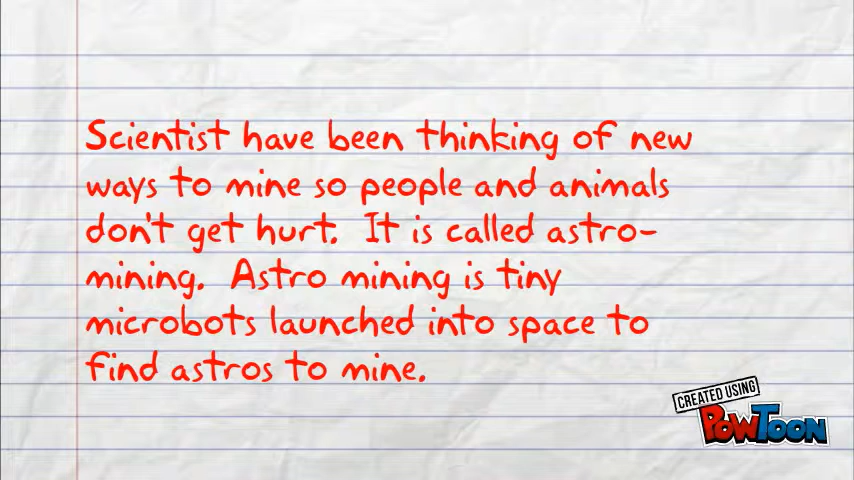 Scientist have been thinking of new
ways to mine so people and animals
don't get hurt. It is called astro-
mining. Astro mining is tiny
microbots launched into space to
find astros to mine.
CREATED USING
POWTOON